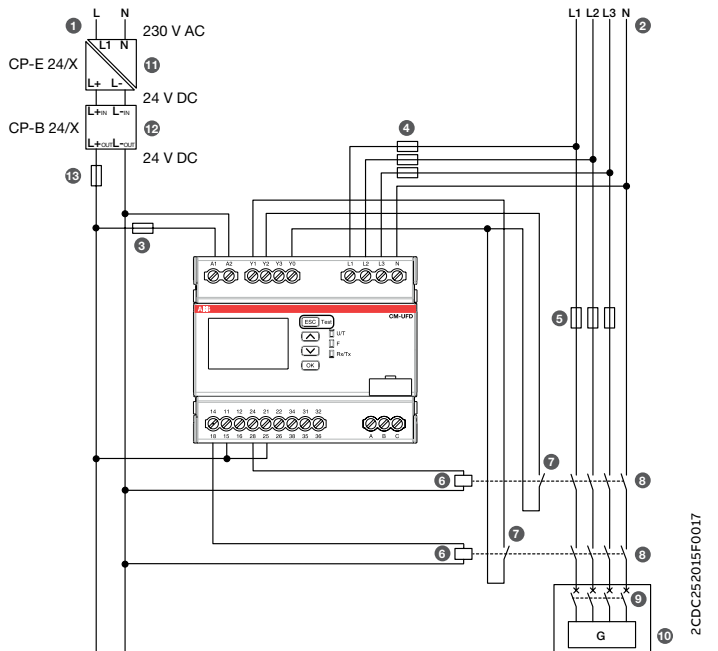 L N
1
230 V AC
L1 N
CP-E 24/X
11
L+ L-
24 V DC
L+IN L-IN
CP-B 24/X
12
L+OUT L-OUT
24 V DC
13
3
L1 L2 L3 N
2
4
5
A1 A2 Y1 Y2 Y3 Y0 L1 L2 L3 N
ABB
CM-UFD
ESC Test
U/T
F
Rx/Tx
OK
14 11 12 24 21 22 34 31 32
18 15 16 28 25 26 38 35 36
A B C
7
6
8
7
6
8
9
G
10
2CDC252015F0017